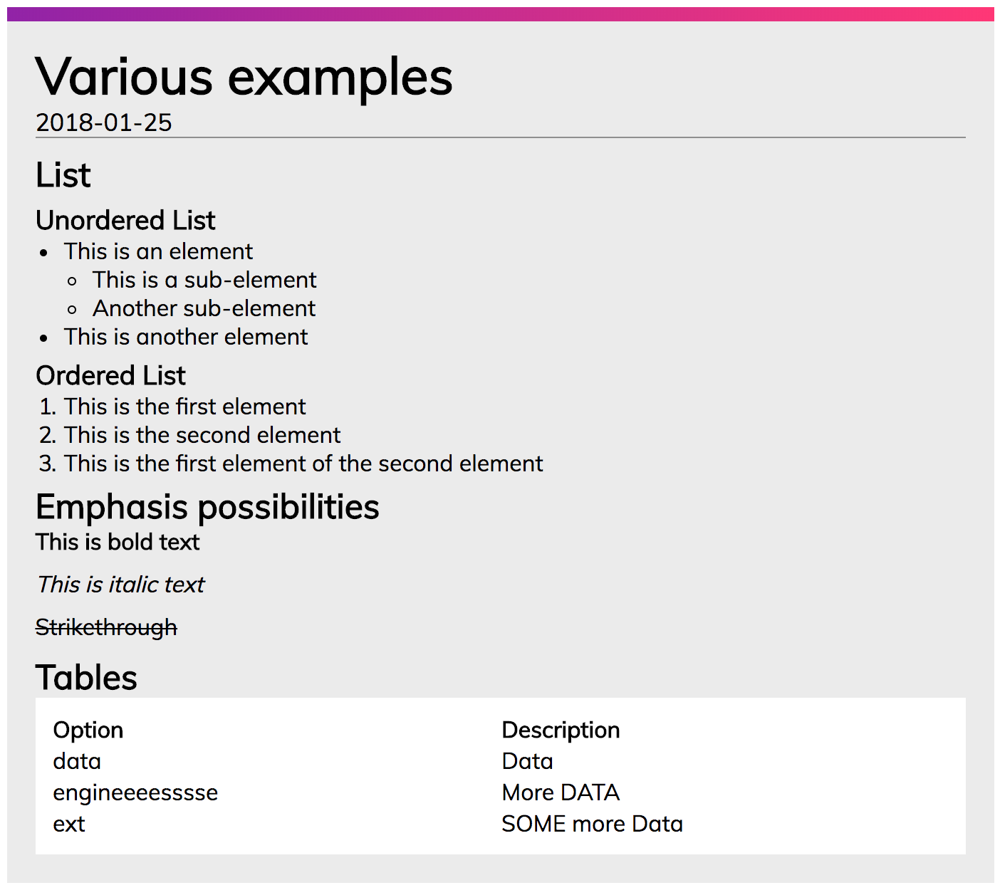 Various examples
2018-01-25
List
Unordered List
• This is an element
◦ This is a sub-element
◦ Another sub-element
• This is another element
Ordered List
1. This is the first element
2. This is the second element
3. This is the first element of the second element
Emphasis possibilities
This is bold text
This is italic text
Strikethrough
Tables
Option Description
data Data
engineeeesssse More DATA
ext SOME more Data